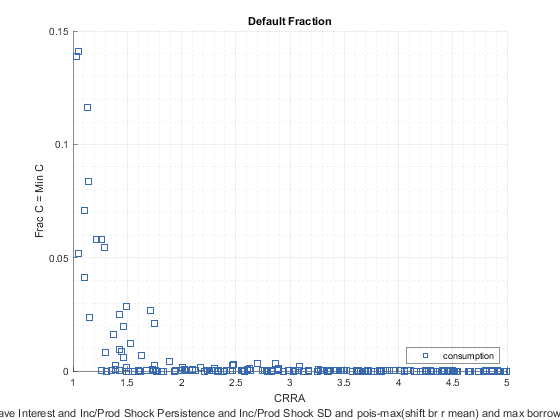 Default Fraction
0.15
0.1
0.05
0
Frac C = Min C
consumption
1 1.5 2 2.5 3 3.5 4 4.5 5
CRRA
ave Interest and Inc/Prod Shock Persistence and Inc/Prod Shock SD and pois-max(shift br r mean) and max borrow